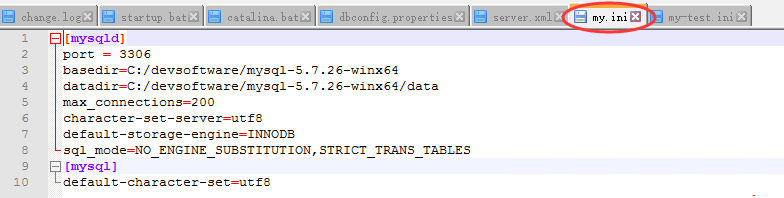 change.log startup.bat catalina.bat dbconfig.properties server.xml my.ini my-test.ini
1 [mysqld]
2 port = 3306
3 basedir=C:/devsoftware/mysql-5.7.26-winx64
4 datadir=C:/devsoftware/mysql-5.7.26-winx64/data
5 max_connections=200
6 character-set-server=utf8
7 default-storage-engine=INNODB
8 sql_mode=NO_ENGINE_SUBSTITUTION,STRICT_TRANS_TABLES
9 [mysql]
10 default-character-set=utf8